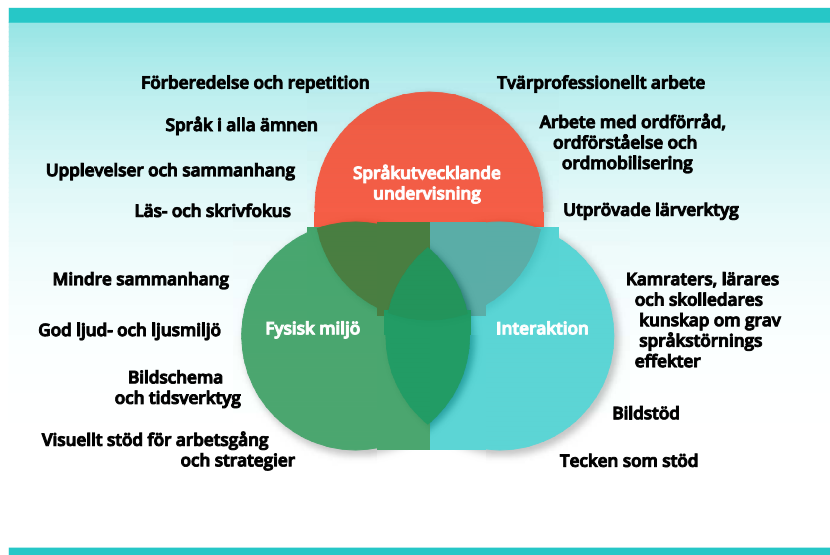 Förberedelse och repetition
Tvärprofessionellt arbete
Språk i alla ämnen
Arbete med ordförråd,
ordförståelse och
ordmobilisering
Upplevelser och sammanhang
Språkutvecklande
undervisning
Läs- och skrivfokus
Utprövade lärverktyg
Mindre sammanhang
Kamraters, lärares
och skolledares
kunskap om grav
språkstörnings
effekter
God ljud- och ljusmiljö
Fysisk miljö
Interaktion
Bildschema
och tidsverktyg
Bildstöd
Visuellt stöd för arbetsgång
och strategier
Tecken som stöd